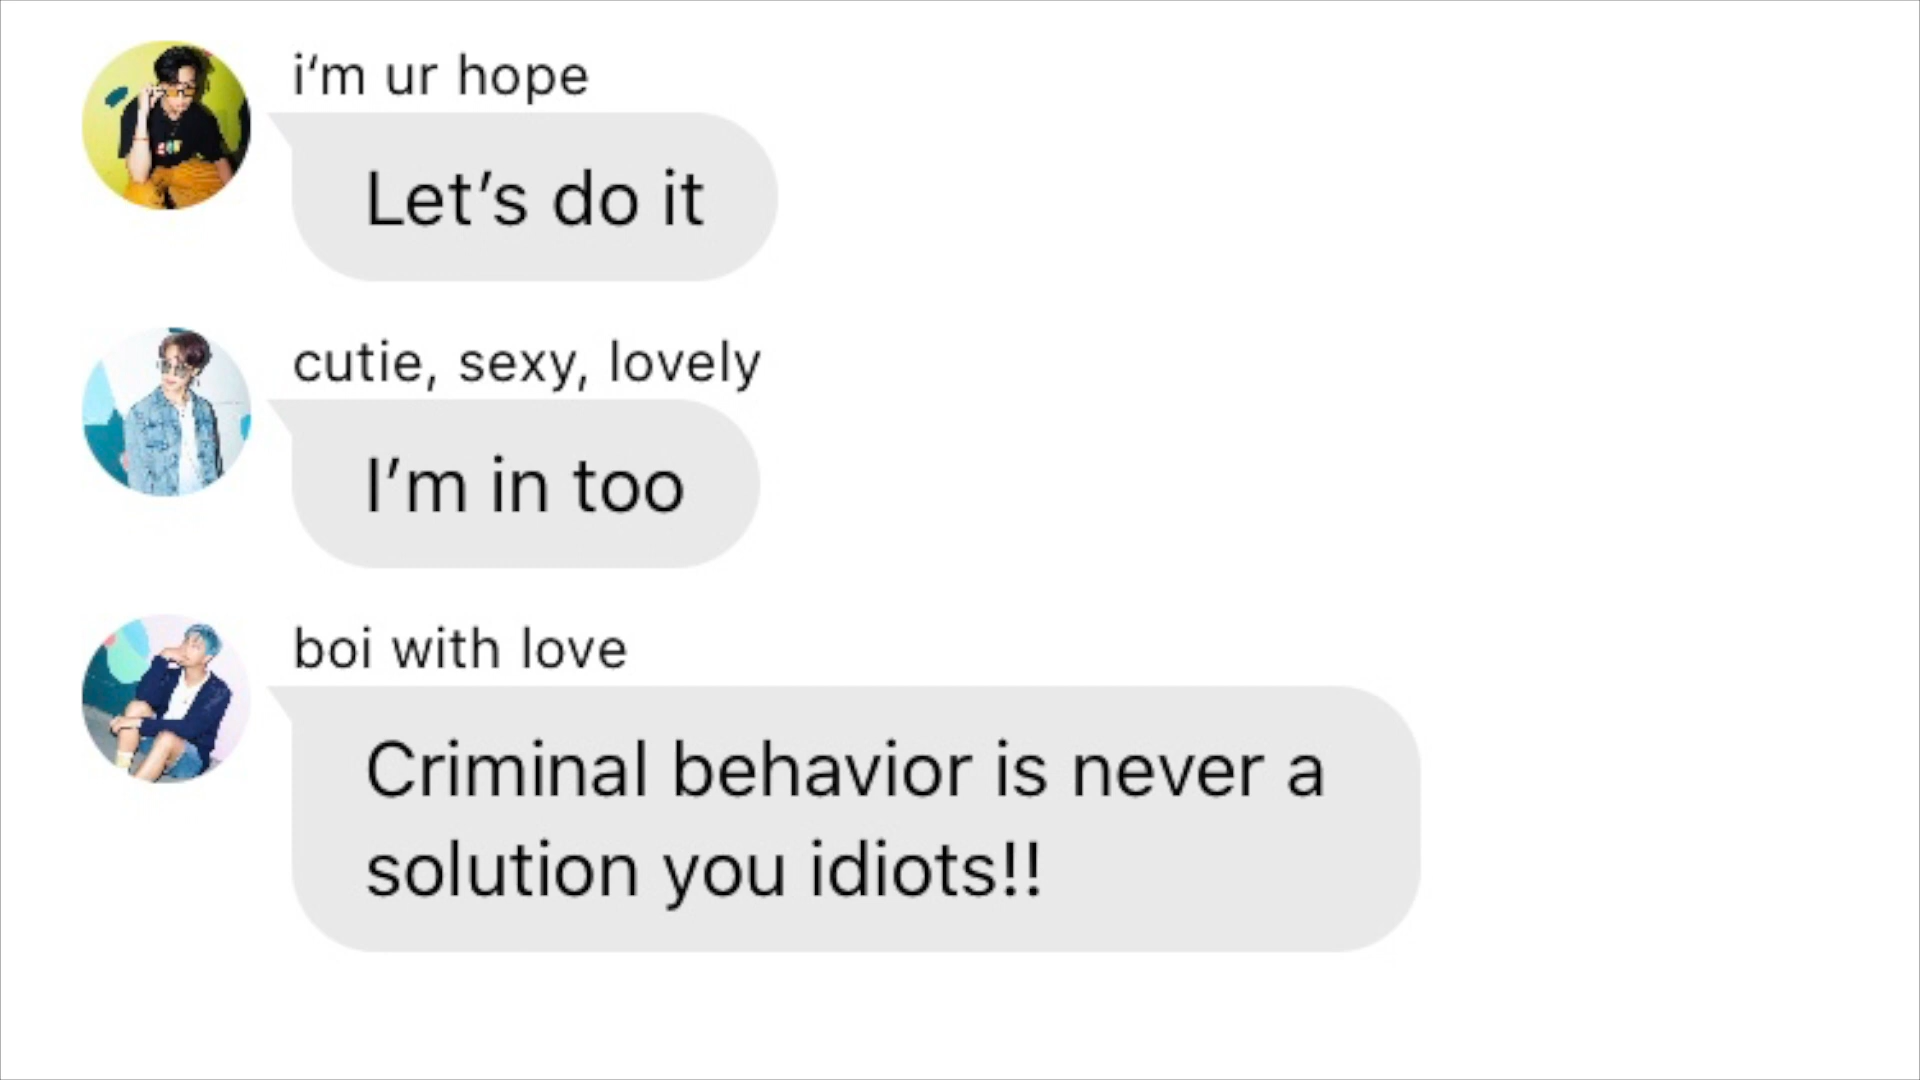 i‘m ur hope
Let’s do it
cutie, sexy, lovely
I’m in too
boi with love
Criminal behavior is never a
solution you idiots!!